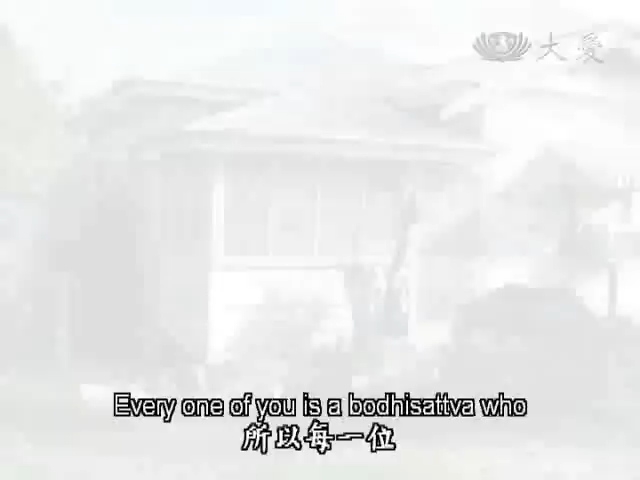 大愛
Every one of you is a bodhisattva who
所以每一位